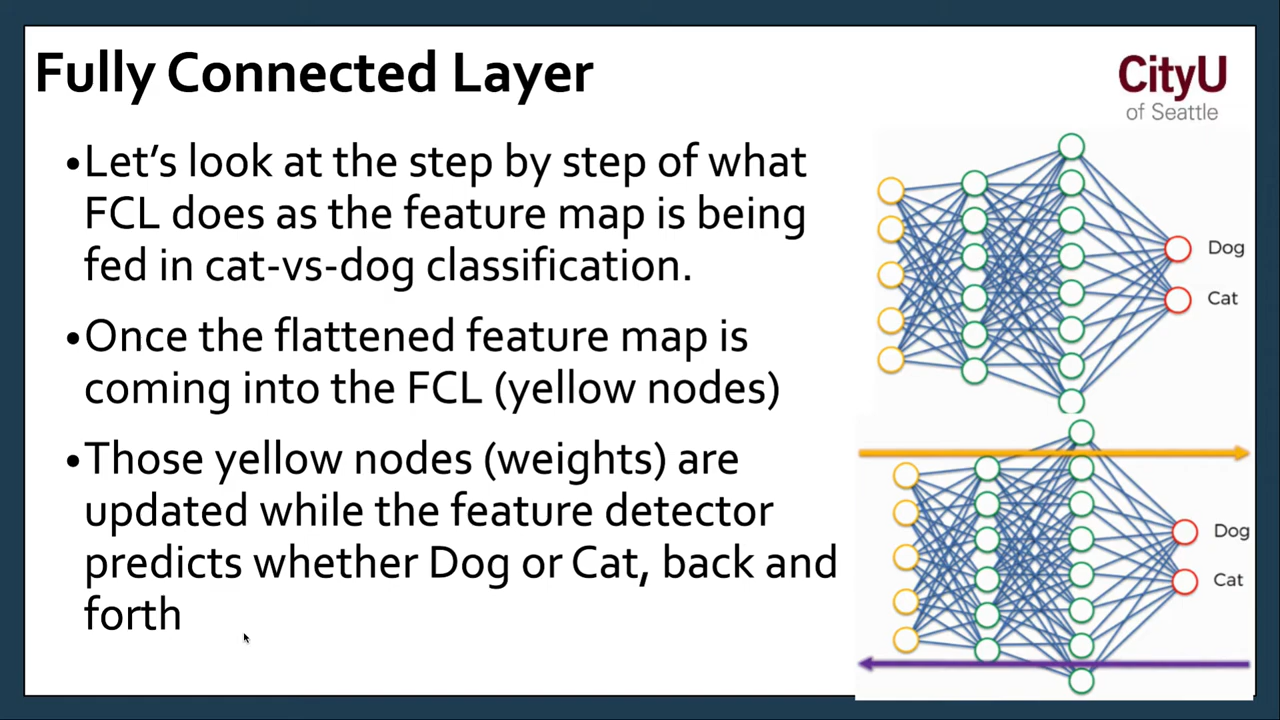 Fully Connected Layer
CityU
of Seattle
•Let's look at the step by step of what
FCL does as the feature map is being
fed in cat-vs-dog classification.
•Once the flattened feature map is
coming into the FCL (yellow nodes)
•Those yellow nodes (weights) are
updated while the feature detector
predicts whether Dog or Cat, back and
forth
Dog
Cat
Dog
Cat